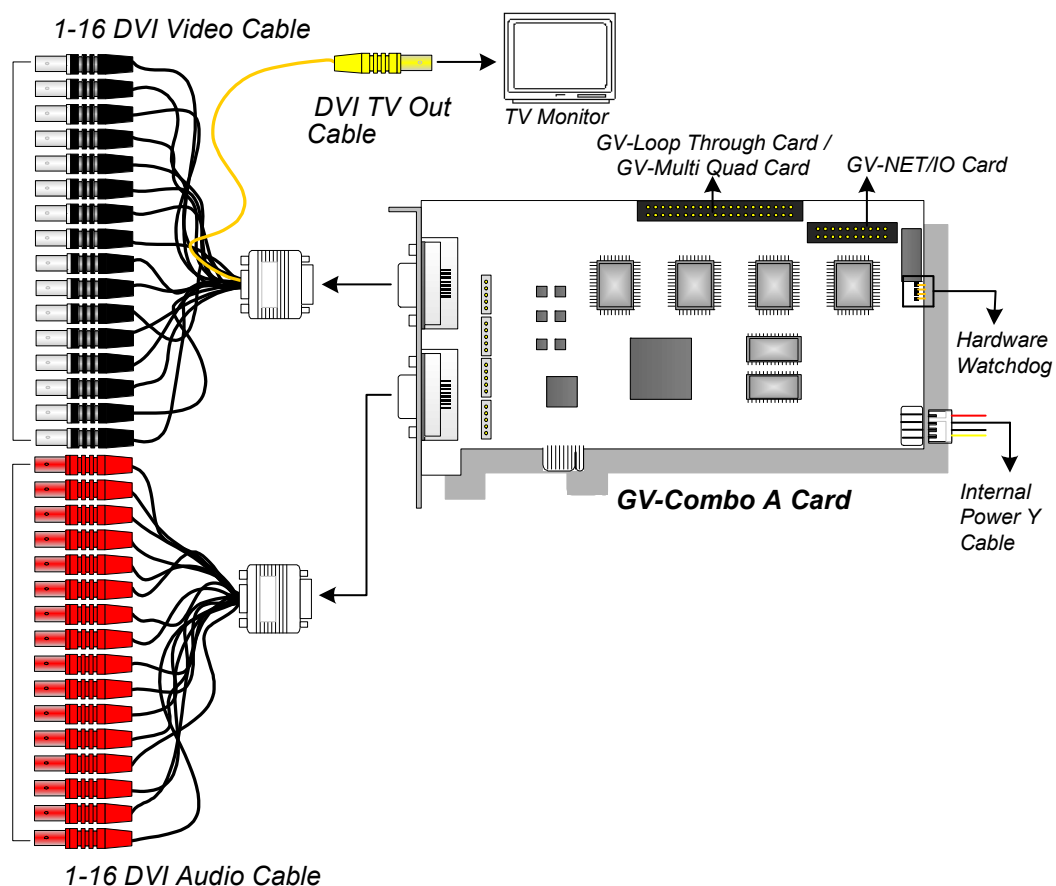 1-16 DVI Video Cable
DVI TV Out
Cable
TV Monitor
GV-Loop Through Card /
GV-Multi Quad Card
GV-NET/IO Card
Hardware
Watchdog
GV-Combo A Card
Internal
Power Y
Cable
1-16 DVI Audio Cable